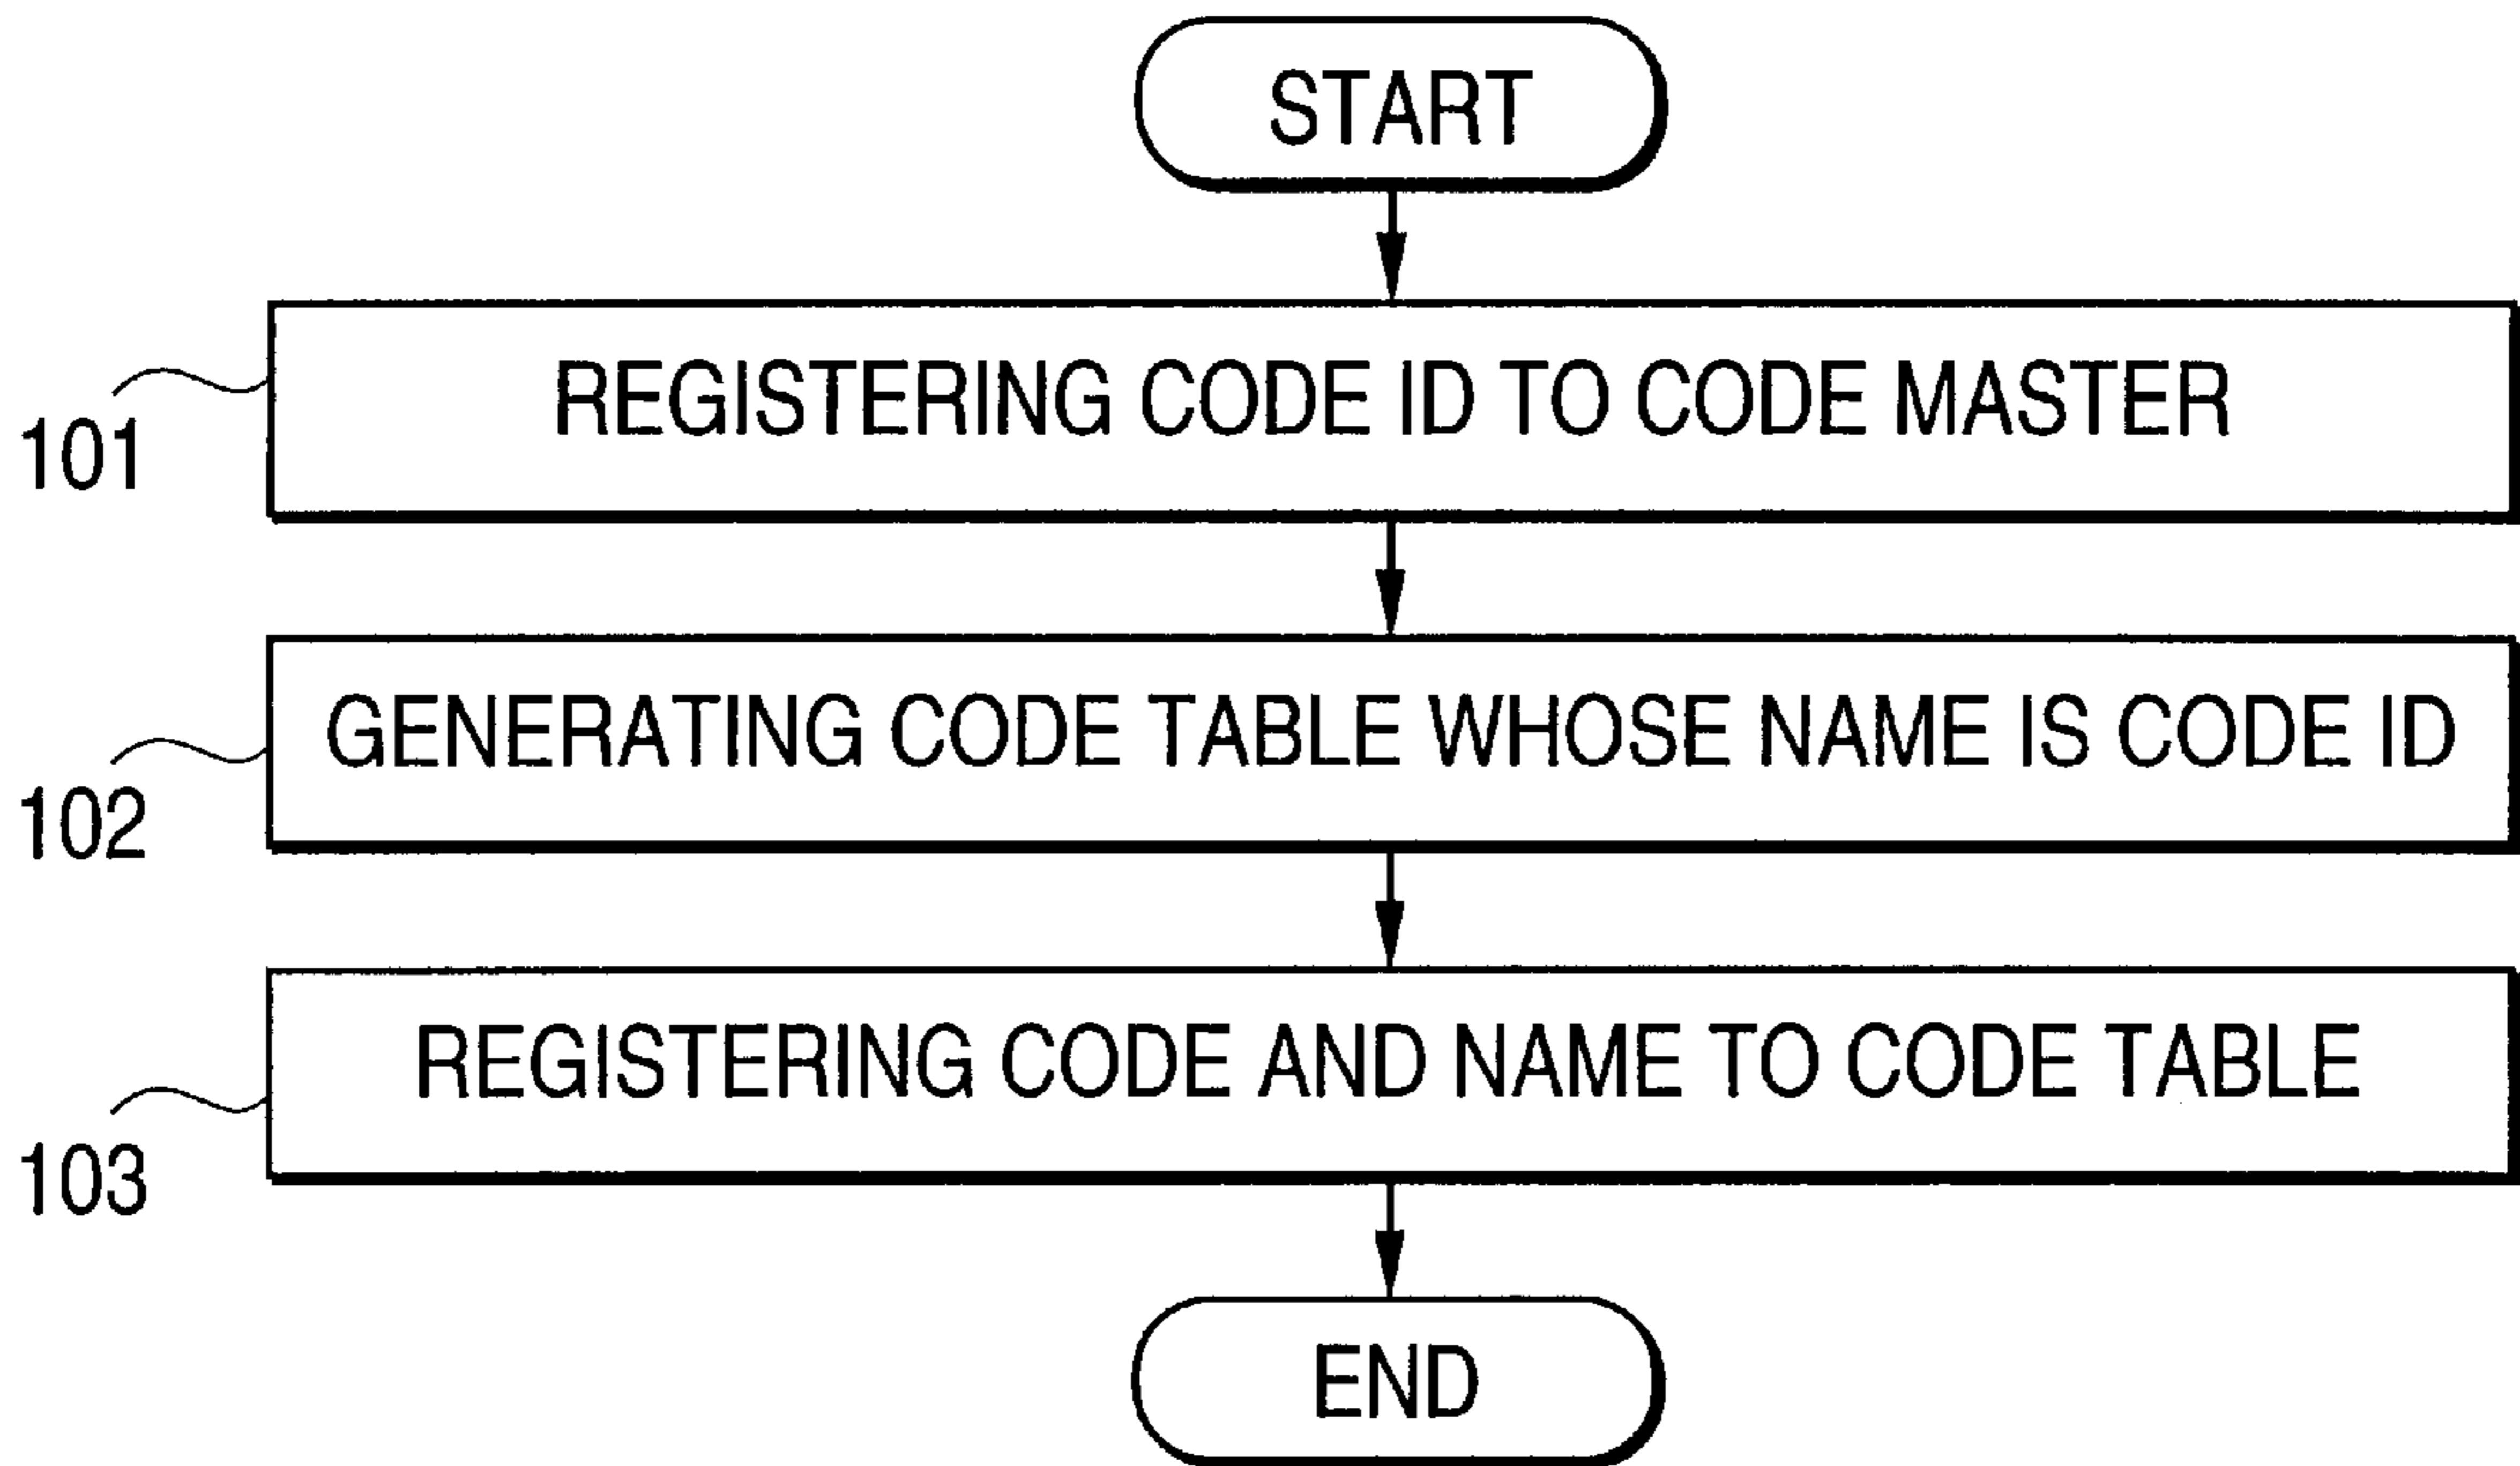 START
REGISTERING CODE ID TO CODE MASTER
101
GENERATING CODE TABLE WHOSE NAME IS CODE ID
102
REGISTERING CODE AND NAME TO CODE TABLE
103
END